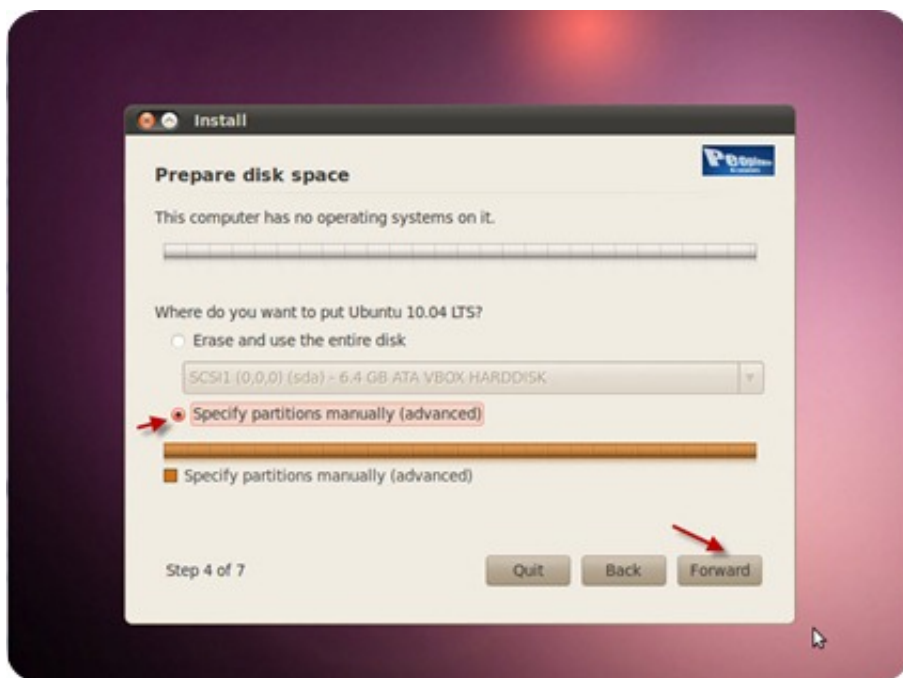 Install
Prepare disk space
This computer has no operating systems on it.
Where do you want to put Ubuntu 10.04 LTS?
Erase and use the entire disk
SCSI1 (0,0,0) (sda) - 6.4 GB ATA VBOX HARDDISK
Specify partitions manually (advanced)
Specify partitions manually (advanced)
Step 4 of 7
Quit
Back
Forward